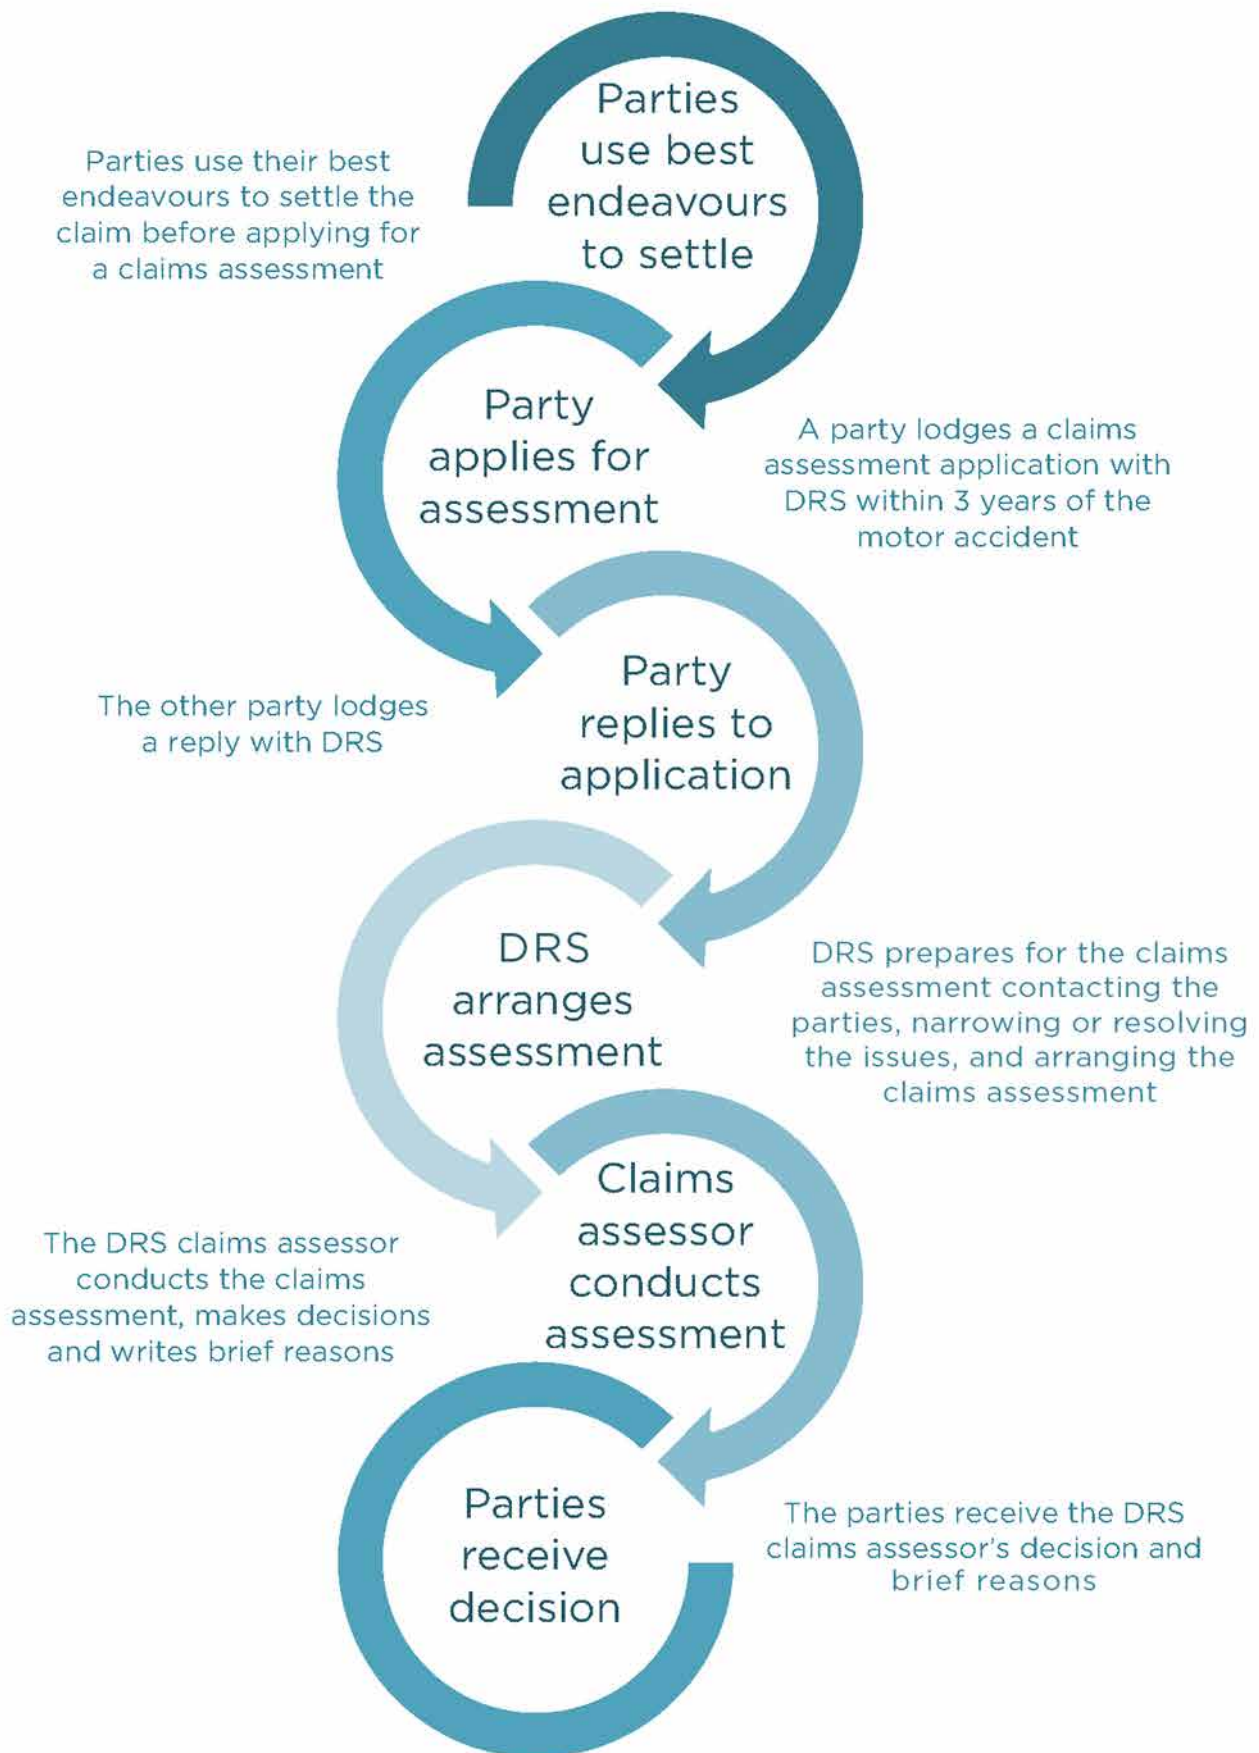 Parties
use best
endeavours
to settle
Parties use their best
endeavours to settle the
claim before applying for
a claims assessment
Party
applies for
assessment
A party lodges a claims
assessment application with
DRS within 3 years of the
motor accident
Party
replies to
application
The other party lodges
a reply with DRS
DRS
arranges
assessment
DRS prepares for the claims
assessment contacting the
parties, narrowing or resolving
the issues, and arranging the
claims assessment
Claims
assessor
conducts
assessment
The DRS claims assessor
conducts the claims
assessment, makes decisions
and writes brief reasons
Parties
receive
decision
The parties receive the DRS
claims assessor's decision and
brief reasons